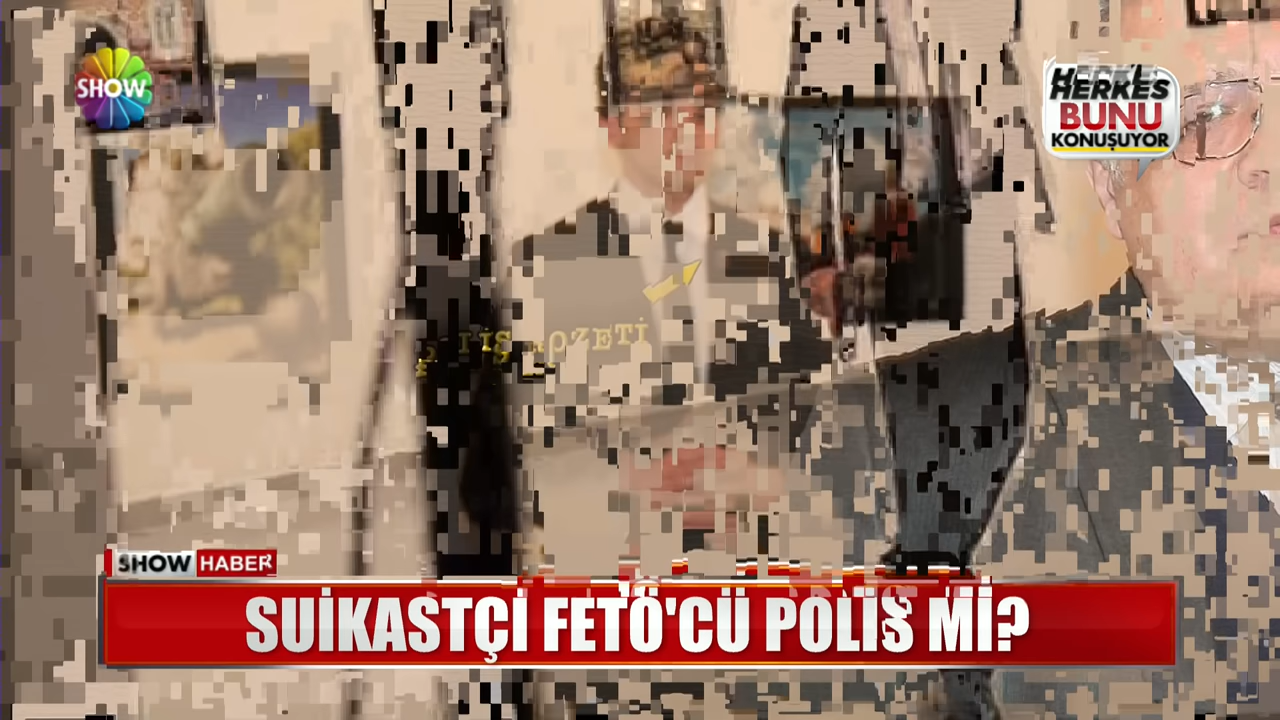 SHOW
HERKES
BUNU
KONUŞUYOR
SHOW HABER
SUİKASTÇİ FETÖ'CÜ POLİS Mİ?